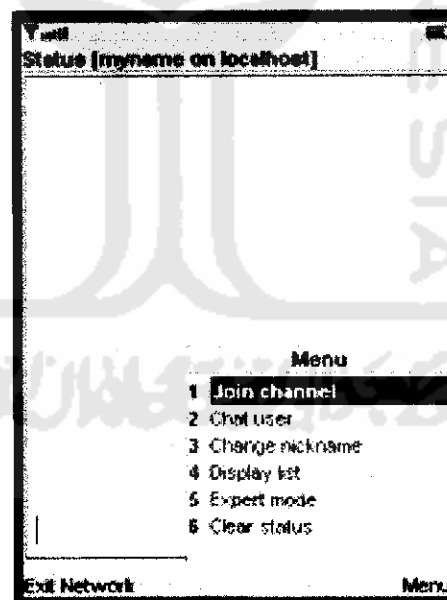 Status [myname on localhost]
Menu
1 Join channel
2 Chat user
3 Change nickname
4 Display list
5 Expert mode
6 Clear status
Exit Network Menu